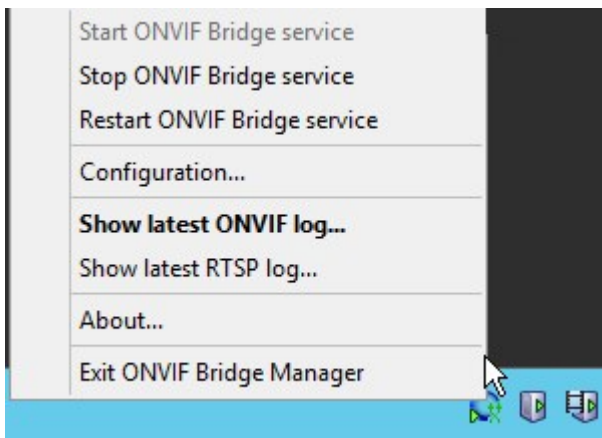 Start ONVIF Bridge service
Stop ONVIF Bridge service
Restart ONVIF Bridge service
Configuration...
Show latest ONVIF log...
Show latest RTSP log...
About...
Exit ONVIF Bridge Manager